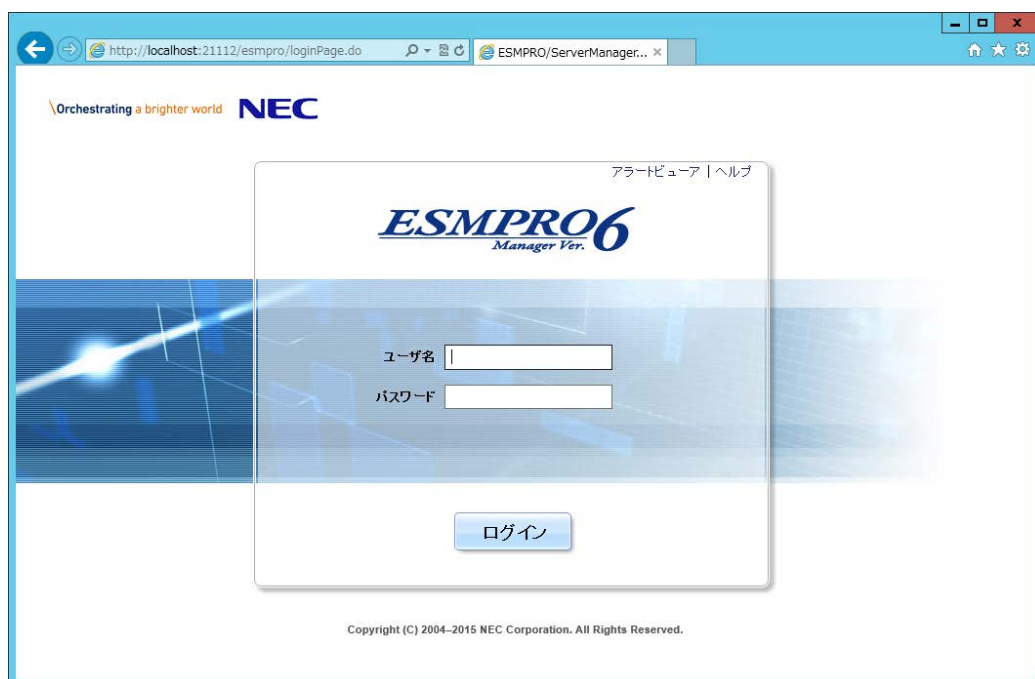 http://localhost:21112/esmpro/loginPage.do
ESMPRO/ServerManager...
\Orchestrating a brighter world NEC
アラートビューア | ヘルプ
ESMPRO6
Manager Ver.
ユーザ名
パスワード
ログイン
Copyright (C) 2004–2015 NEC Corporation. All Rights Reserved.